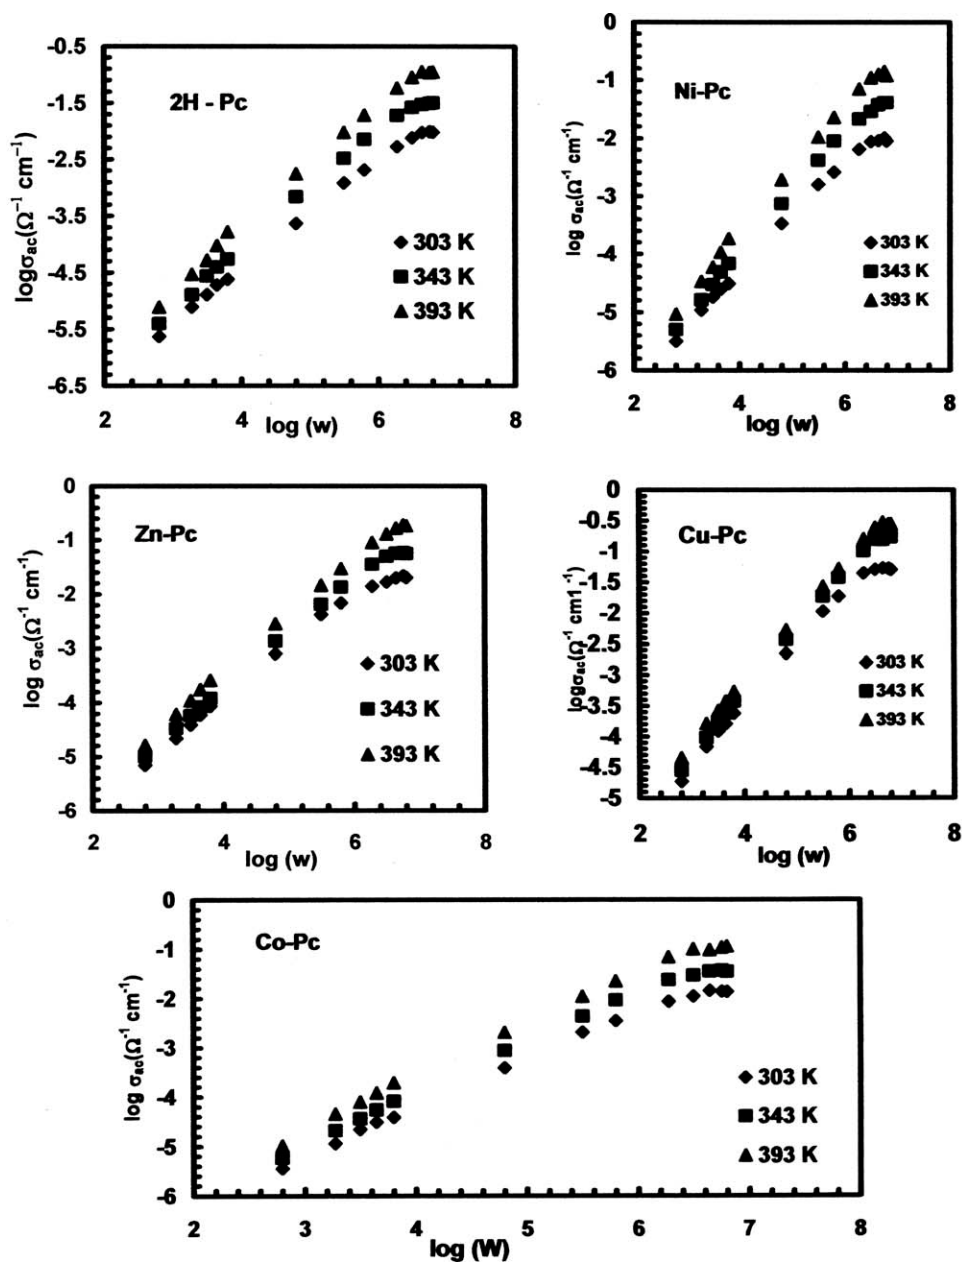 -0.5
-1.5
-2.5
-3.5
-4.5
-5.5
-6.5
2 4 6 8
logσac(Ω⁻¹ cm⁻¹)
2H - Pc
303 K
343 K
393 K
log (w)
0
-1
-2
-3
-4
-5
-6
2 4 6 8
log σac(Ω⁻¹ cm⁻¹)
Ni-Pc
303 K
343 K
393 K
log (w)
0
-1
-2
-3
-4
-5
-6
2 4 6 8
log σac(Ω⁻¹ cm⁻¹)
Zn-Pc
303 K
343 K
393 K
log (w)
0
-0.5
-1
-1.5
-2
-2.5
-3
-3.5
-4
-4.5
-5
2 4 6 8
logσac(Ω⁻¹ cm1⁻¹)
Cu-Pc
303 K
343 K
393 K
log (w)
0
-1
-2
-3
-4
-5
-6
2 3 4 5 6 7 8
log σac(Ω⁻¹ cm⁻¹)
Co-Pc
303 K
343 K
393 K
log (W)